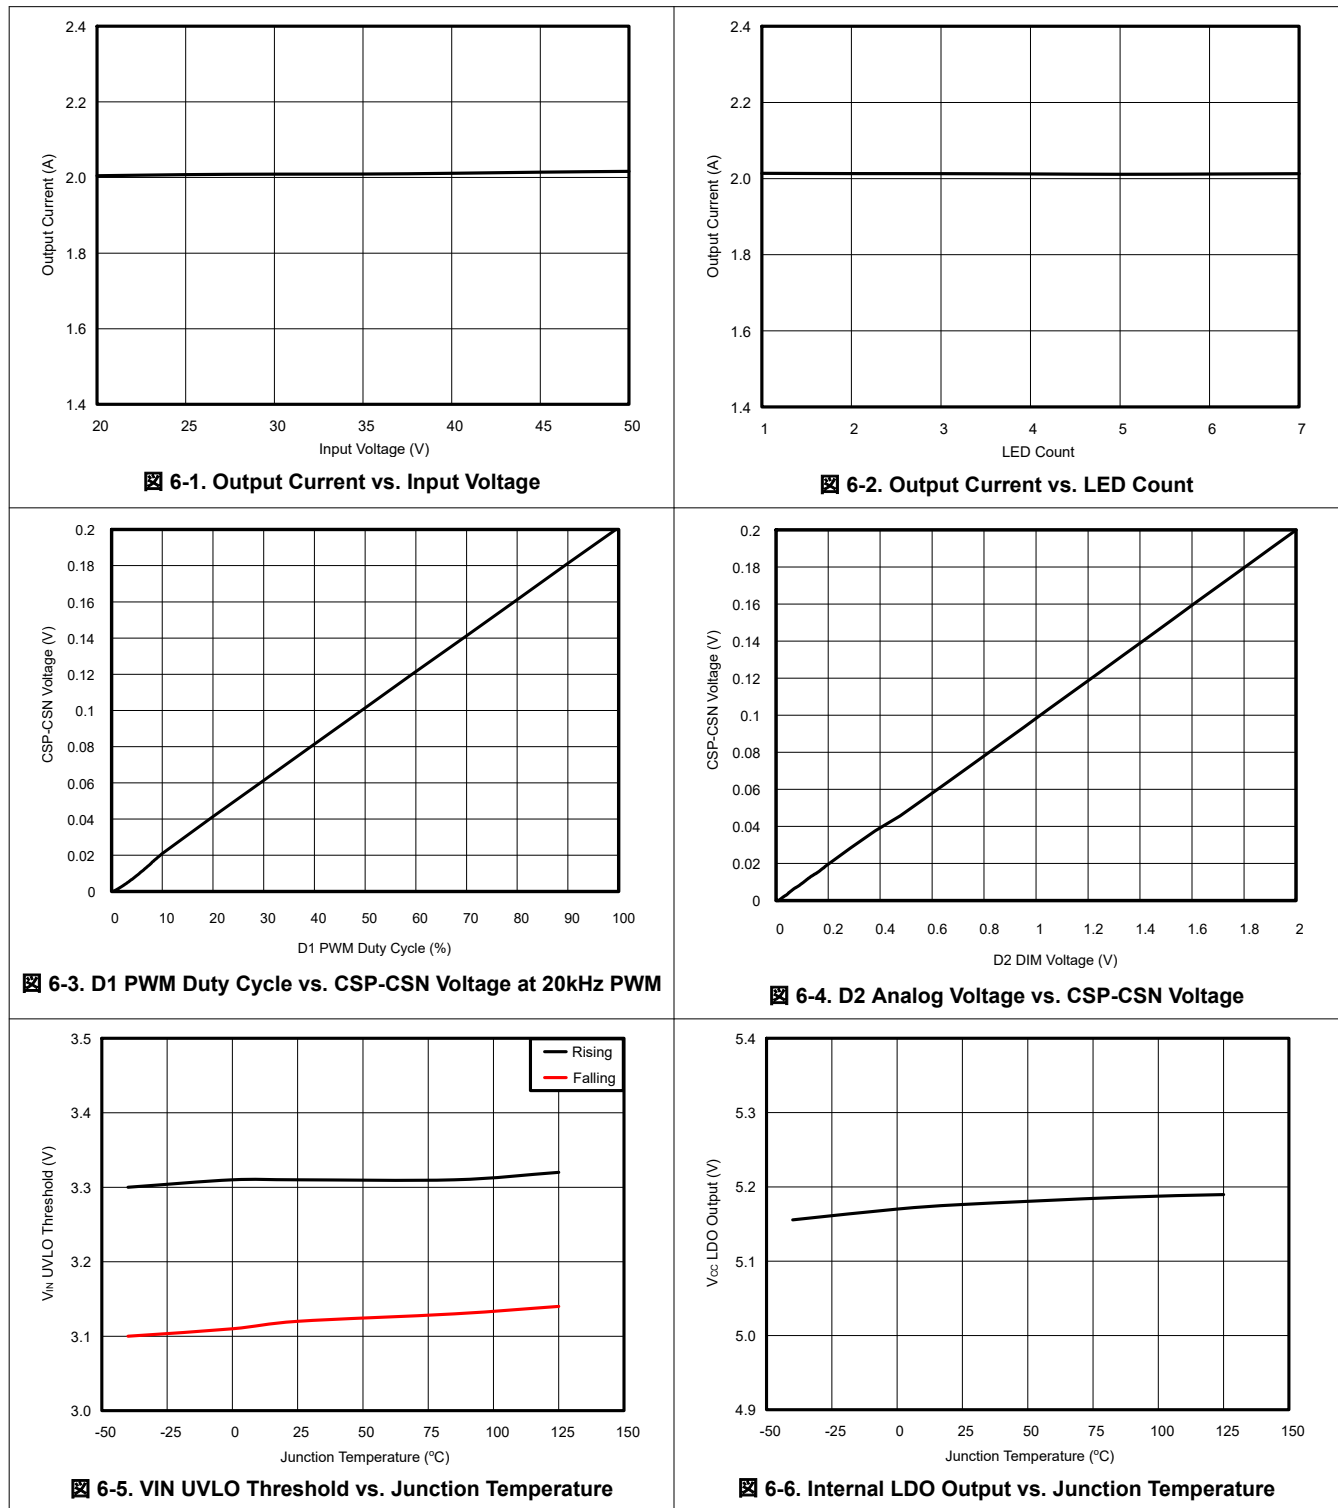 2.4
2.2
2.0
1.8
1.6
1.4
Output Current (A)
20 25 30 35 40 45 50
Input Voltage (V)
図 6-1. Output Current vs. Input Voltage
2.4
2.2
2.0
1.8
1.6
1.4
Output Current (A)
1 2 3 4 5 6 7
LED Count
図 6-2. Output Current vs. LED Count
0.2
0.18
0.16
0.14
0.12
0.1
0.08
0.06
0.04
0.02
0
CSP-CSN Voltage (V)
0 10 20 30 40 50 60 70 80 90 100
D1 PWM Duty Cycle (%)
図 6-3. D1 PWM Duty Cycle vs. CSP-CSN Voltage at 20kHz PWM
0.2
0.18
0.16
0.14
0.12
0.1
0.08
0.06
0.04
0.02
0
CSP-CSN Voltage (V)
0 0.2 0.4 0.6 0.8 1 1.2 1.4 1.6 1.8 2
D2 DIM Voltage (V)
図 6-4. D2 Analog Voltage vs. CSP-CSN Voltage
3.5
3.4
3.3
3.2
3.1
3.0
VIN UVLO Threshold (V)
Rising
Falling
-50 -25 0 25 50 75 100 125 150
Junction Temperature (ºC)
図 6-5. VIN UVLO Threshold vs. Junction Temperature
5.4
5.3
5.2
5.1
5.0
4.9
VCC LDO Output (V)
-50 -25 0 25 50 75 100 125 150
Junction Temperature (ºC)
図 6-6. Internal LDO Output vs. Junction Temperature